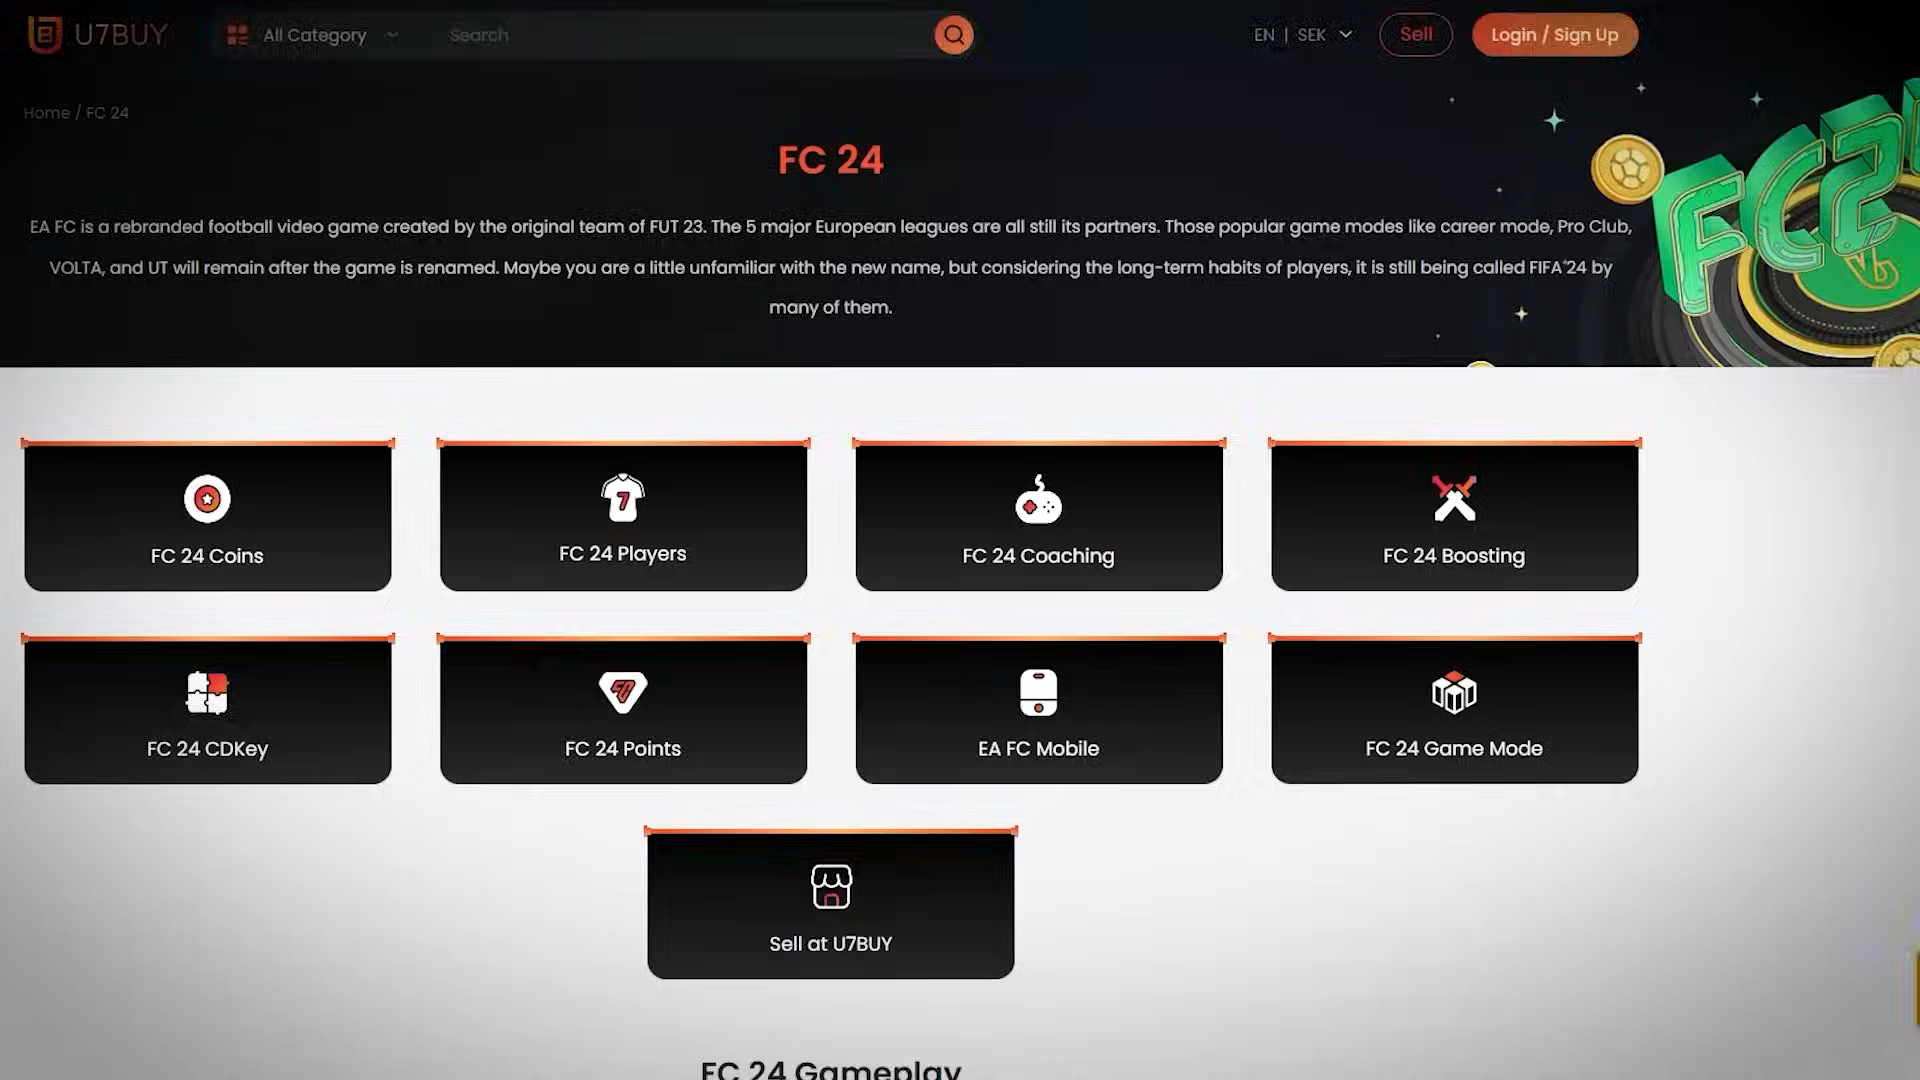 U7BUY
All Category
Search
EN | SEK
Sell
Login / Sign Up
Home / FC 24
FC 24
EA FC is a rebranded football video game created by the original team of FUT 23. The 5 major European leagues are all still its partners. Those popular game modes like career mode, Pro Club,
VOLTA, and UT will remain after the game is renamed. Maybe you are a little unfamiliar with the new name, but considering the long-term habits of players, it is still being called FIFA 24 by
many of them.
FC2
FC 24 Coins
7
FC 24 Players
FC 24 Coaching
FC 24 Boosting
FC 24 CDKey
FC 24 Points
EA FC Mobile
FC 24 Game Mode
Sell at U7BUY
FC 24 Gameplay